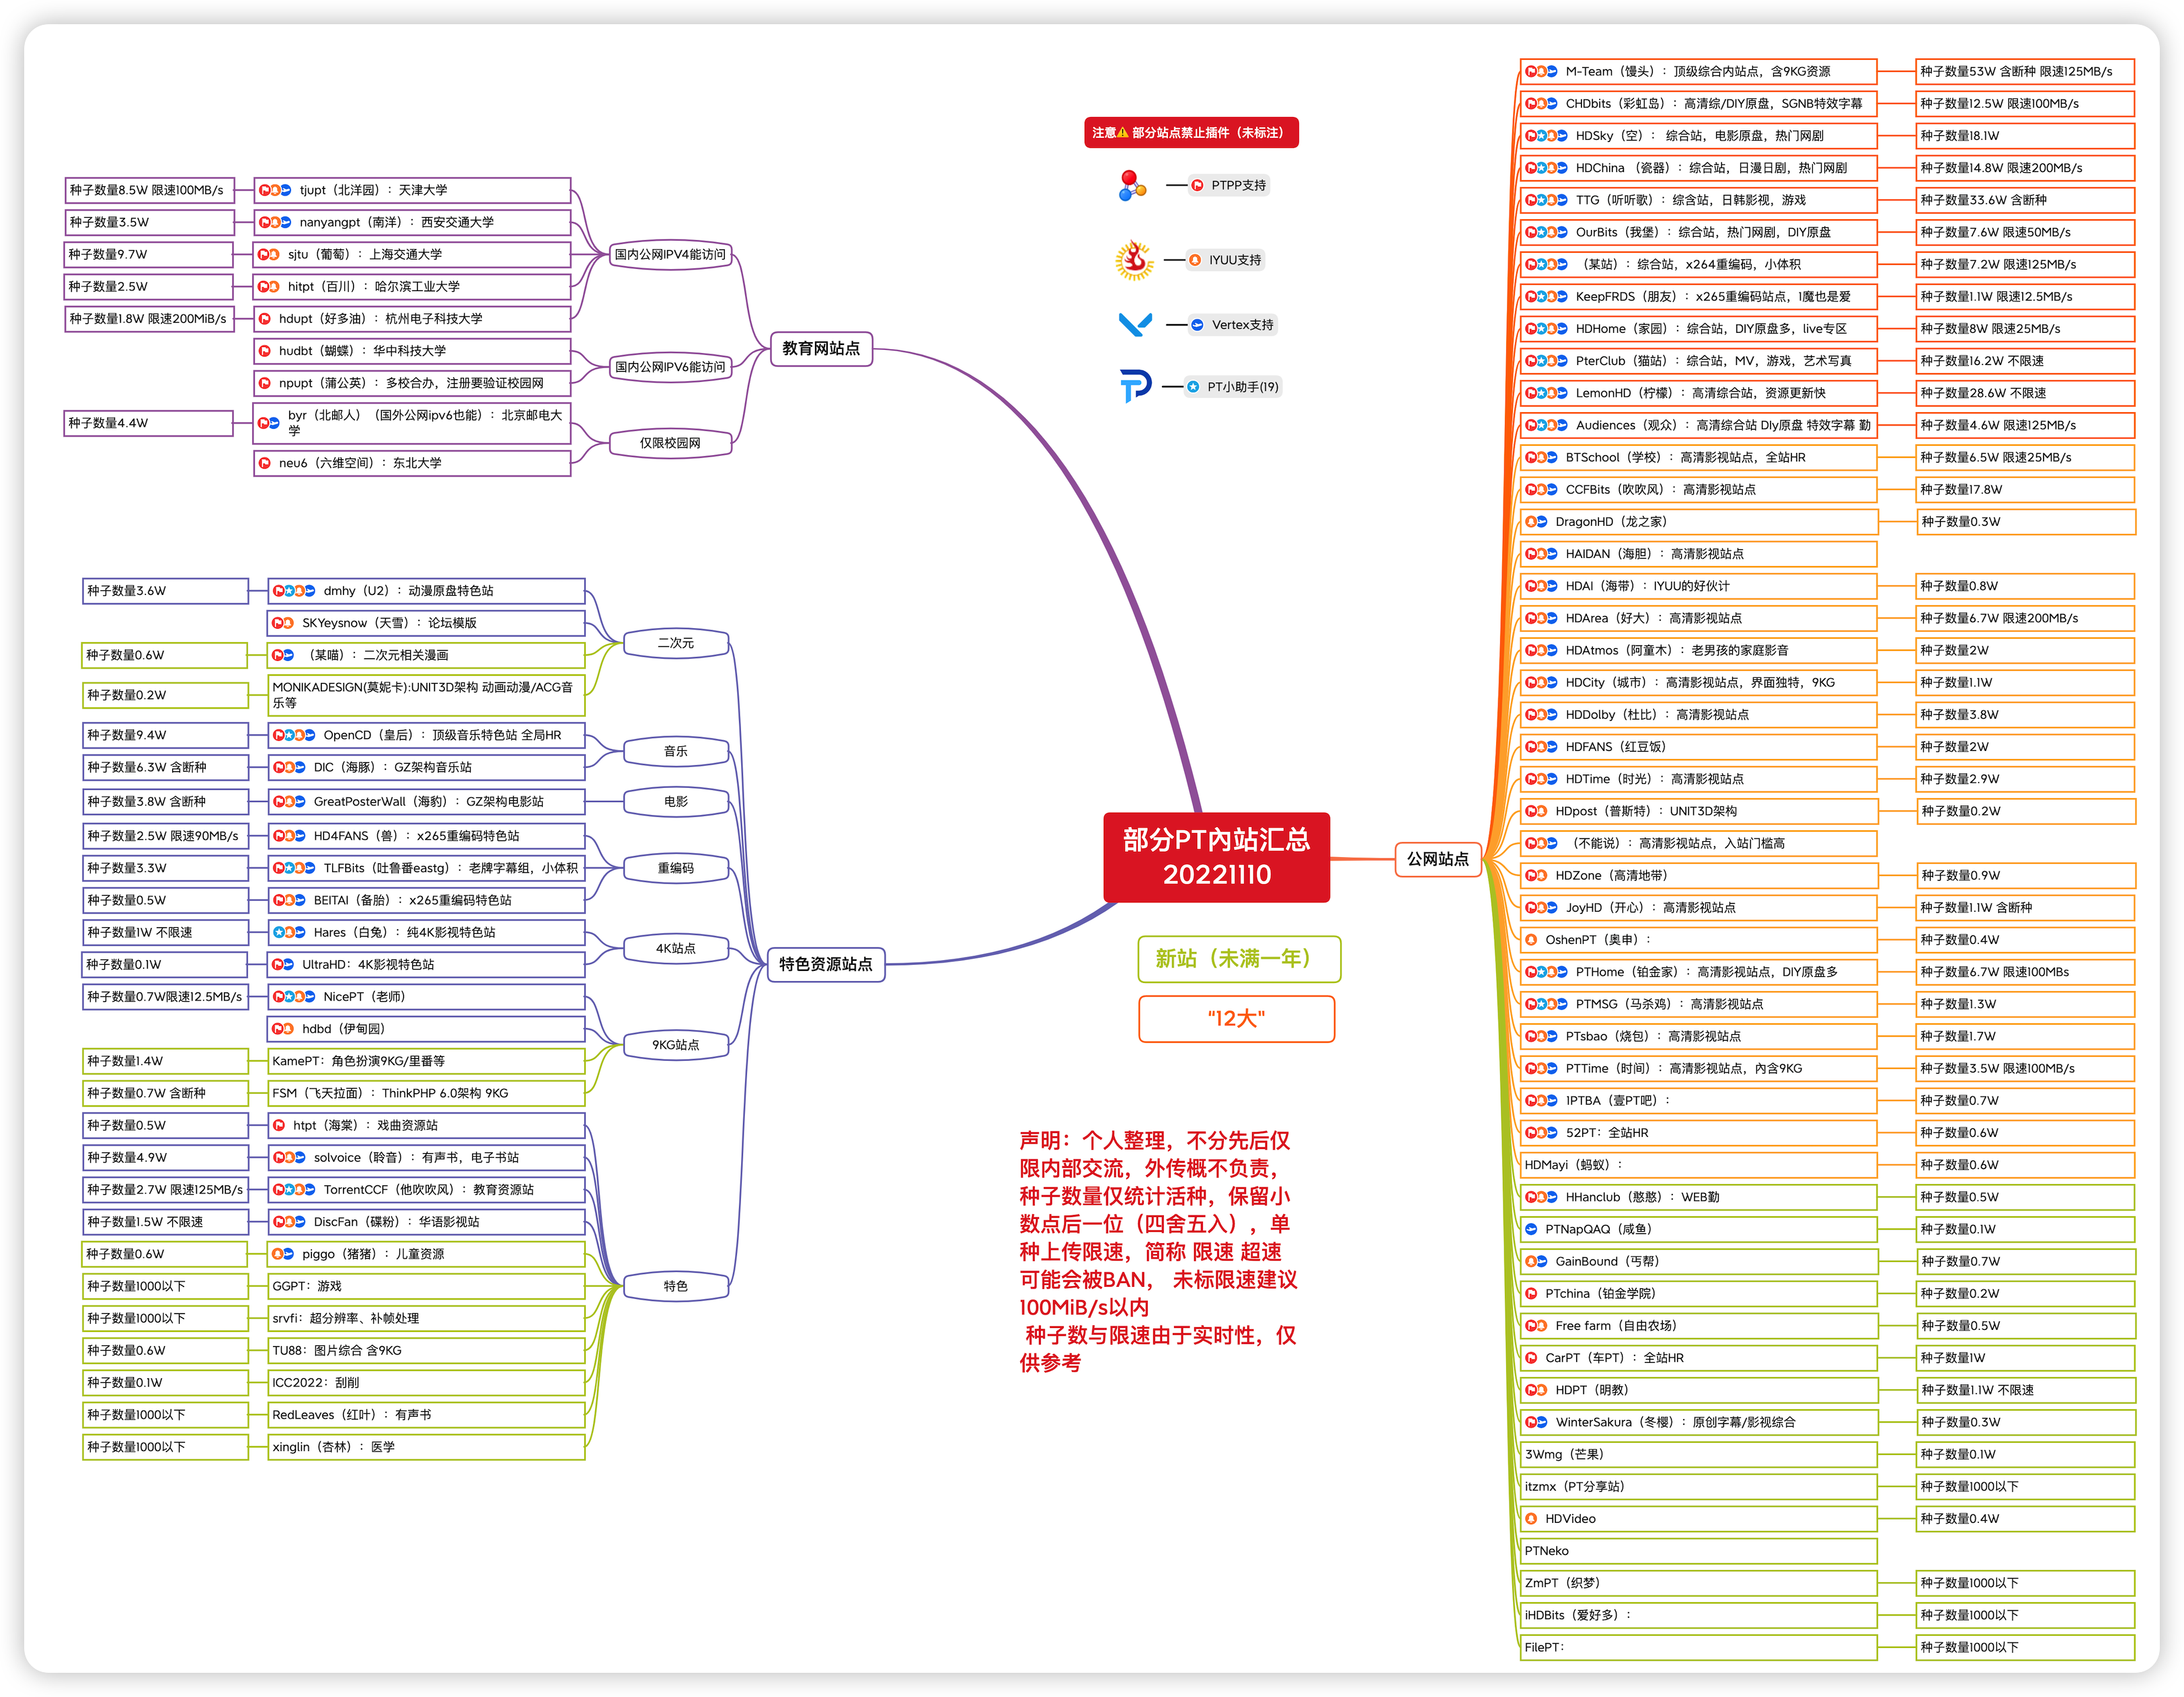 注意⚠ 部分站点禁止插件（未标注）
PTPP支持
IYUU支持
Vertex支持
PT小助手(19)
部分PT内站汇总
20221110
新站（未满一年）
“12大"
声明：个人整理，不分先后仅
限内部交流，外传概不负责，
种子数量仅统计活种，保留小
数点后一位（四舍五入），单
种上传限速，简称 限速 超速
可能会被BAN， 未标限速建议
100MiB/s以内
种子数与限速由于实时性，仅
供参考
教育网站点
国内公网IPV4能访问
tjupt（北洋园）：天津大学
种子数量8.5W 限速100MB/s
nanyangpt（南洋）：西安交通大学
种子数量3.5W
sjtu（葡萄）：上海交通大学
种子数量9.7W
hitpt（百川）：哈尔滨工业大学
种子数量2.5W
hdupt（好多油）：杭州电子科技大学
种子数量1.8W 限速200MiB/s
国内公网IPV6能访问
hudbt（蝴蝶）：华中科技大学
npupt（蒲公英）：多校合办，注册要验证校园网
仅限校园网
byr（北邮人）（国外公网ipv6也能）：北京邮电大
学
种子数量4.4W
neu6（六维空间）：东北大学
特色资源站点
二次元
dmhy（U2）：动漫原盘特色站
种子数量3.6W
SKYeysnow（天雪）：论坛模版
（某喵）：二次元相关漫画
种子数量0.6W
MONIKADESIGN(莫妮卡):UNIT3D架构 动画动漫/ACG音
乐等
种子数量0.2W
音乐
OpenCD（皇后）：顶级音乐特色站 全局HR
种子数量9.4W
DIC（海豚）：GZ架构音乐站
种子数量6.3W 含断种
电影
GreatPosterWall（海豹）：GZ架构电影站
种子数量3.8W 含断种
重编码
HD4FANS（兽）：x265重编码特色站
种子数量2.5W 限速90MB/s
TLFBits（吐鲁番eastg）：老牌字幕组，小体积
种子数量3.3W
BEITAI（备胎）：x265重编码特色站
种子数量0.5W
4K站点
Hares（白兔）：纯4K影视特色站
种子数量1W 不限速
UltraHD：4K影视特色站
种子数量0.1W
9KG站点
NicePT（老师）
种子数量0.7W限速12.5MB/s
hdbd（伊甸园）
KamePT：角色扮演9KG/里番等
种子数量1.4W
FSM（飞天拉面）：ThinkPHP 6.0架构 9KG
种子数量0.7W 含断种
特色
htpt（海棠）：戏曲资源站
种子数量0.5W
solvoice（聆音）：有声书，电子书站
种子数量4.9W
TorrentCCF（他吹吹风）：教育资源站
种子数量2.7W 限速125MB/s
DiscFan（碟粉）：华语影视站
种子数量1.5W 不限速
piggo（猪猪）：儿童资源
种子数量0.6W
GGPT：游戏
种子数量1000以下
srvfi：超分辨率、补帧处理
种子数量1000以下
TU88：图片综合 含9KG
种子数量0.6W
ICC2022：刮削
种子数量0.1W
RedLeaves（红叶）：有声书
种子数量1000以下
xinglin（杏林）：医学
种子数量1000以下
公网站点
M-Team（馒头）：顶级综合内站点，含9KG资源
种子数量53W 含断种 限速125MB/s
CHDbits（彩虹岛）：高清综/DIY原盘，SGNB特效字幕
种子数量12.5W 限速100MB/s
HDSky（空）： 综合站，电影原盘，热门网剧
种子数量18.1W
HDChina （瓷器）：综合站，日漫日剧，热门网剧
种子数量14.8W 限速200MB/s
TTG（听听歌）：综含站，日韩影视，游戏
种子数量33.6W 含断种
OurBits（我堡）：综合站，热门网剧，DIY原盘
种子数量7.6W 限速50MB/s
（某站）：综合站，x264重编码，小体积
种子数量7.2W 限速125MB/s
KeepFRDS（朋友）：x265重编码站点，1魔也是爱
种子数量1.1W 限速12.5MB/s
HDHome（家园）：综合站，DIY原盘多，live专区
种子数量8W 限速25MB/s
PterClub（猫站）：综合站，MV，游戏，艺术写真
种子数量16.2W 不限速
LemonHD（柠檬）：高清综合站，资源更新快
种子数量28.6W 不限速
Audiences（观众）：高清综合站 DIy原盘 特效字幕 勤
种子数量4.6W 限速125MB/s
BTSchool（学校）：高清影视站点，全站HR
种子数量6.5W 限速25MB/s
CCFBits（吹吹风）：高清影视站点
种子数量17.8W
DragonHD（龙之家）
种子数量0.3W
HAIDAN（海胆）：高清影视站点
HDAI（海带）：IYUU的好伙计
种子数量0.8W
HDArea（好大）：高清影视站点
种子数量6.7W 限速200MB/s
HDAtmos（阿童木）：老男孩的家庭影音
种子数量2W
HDCity（城市）：高清影视站点，界面独特，9KG
种子数量1.1W
HDDolby（杜比）：高清影视站点
种子数量3.8W
HDFANS（红豆饭）
种子数量2W
HDTime（时光）：高清影视站点
种子数量2.9W
HDpost（普斯特）：UNIT3D架构
种子数量0.2W
（不能说）：高清影视站点，入站门槛高
HDZone（高清地带）
种子数量0.9W
JoyHD（开心）：高清影视站点
种子数量1.1W 含断种
OshenPT（奥申）：
种子数量0.4W
PTHome（铂金家）：高清影视站点，DIY原盘多
种子数量6.7W 限速100MBs
PTMSG（马杀鸡）：高清影视站点
种子数量1.3W
PTsbao（烧包）：高清影视站点
种子数量1.7W
PTTime（时间）：高清影视站点，内含9KG
种子数量3.5W 限速100MB/s
1PTBA（壹PT吧）：
种子数量0.7W
52PT：全站HR
种子数量0.6W
HDMayi（蚂蚁）：
种子数量0.6W
HHanclub（憨憨）：WEB勤
种子数量0.5W
PTNapQAQ（咸鱼）
种子数量0.1W
GainBound（丐帮）
种子数量0.7W
PTchina（铂金学院）
种子数量0.2W
Free farm（自由农场）
种子数量0.5W
CarPT（车PT）：全站HR
种子数量1W
HDPT（明教）
种子数量1.1W 不限速
WinterSakura（冬樱）：原创字幕/影视综合
种子数量0.3W
3Wmg（芒果）
种子数量0.1W
itzmx（PT分享站）
种子数量1000以下
HDVideo
种子数量0.4W
PTNeko
ZmPT（织梦）
种子数量1000以下
iHDBits（爱好多）：
种子数量1000以下
FilePT：
种子数量1000以下